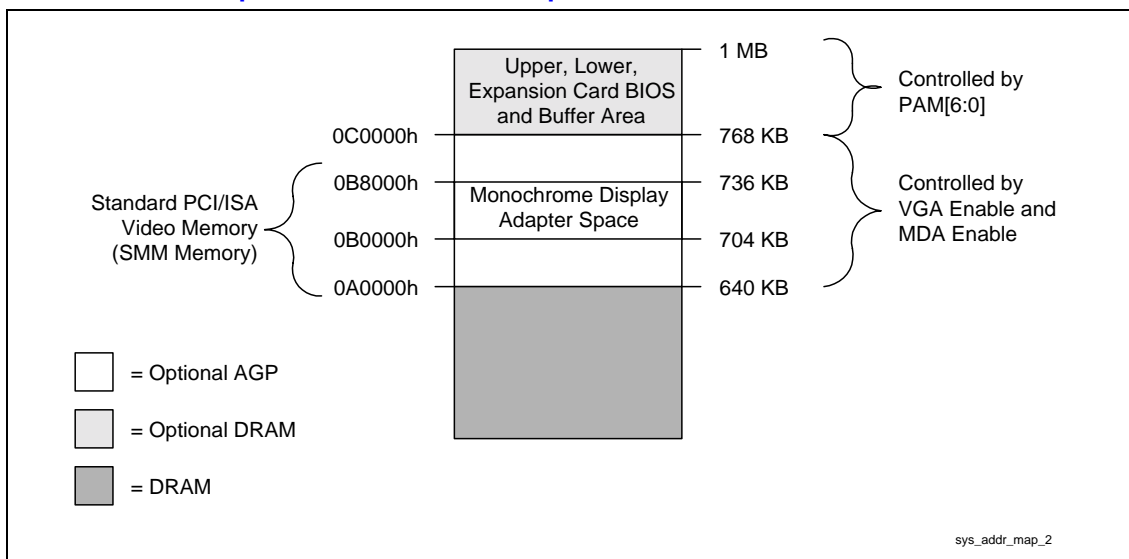 1 MB
Upper, Lower,
Expansion Card BIOS
and Buffer Area
Controlled by
PAM[6:0]
0C0000h
768 KB
0B8000h
736 KB
Standard PCI/ISA
Video Memory
(SMM Memory)
Monochrome Display
Adapter Space
Controlled by
VGA Enable and
MDA Enable
0B0000h
704 KB
0A0000h
640 KB
= Optional AGP
= Optional DRAM
= DRAM
sys_addr_map_2